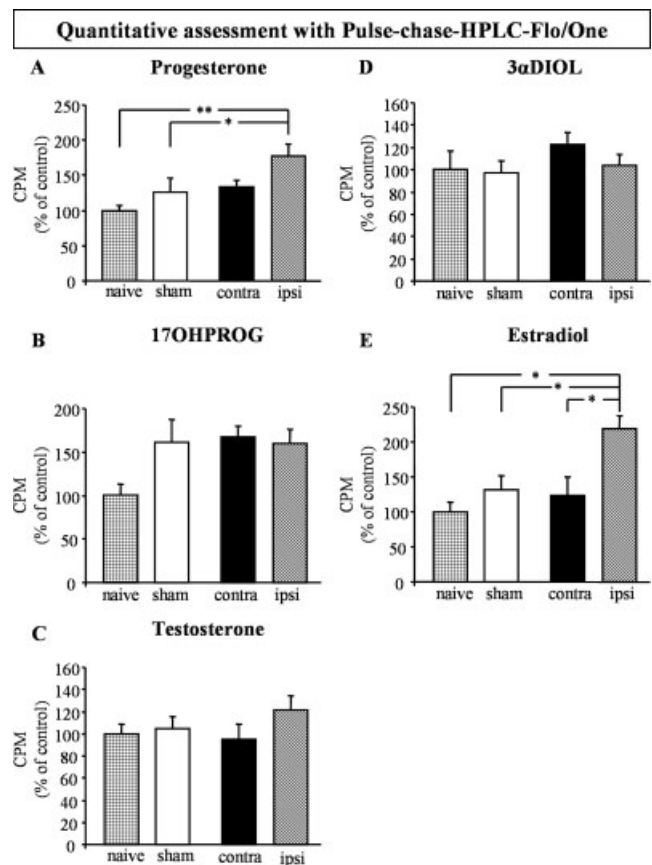 Quantitative assessment with Pulse-chase-HPLC-Flo/One
A Progesterone
250
200
150
100
50
0
CPM
(% of control)
**
*
naive sham contra ipsi
B 17OHPROG
200
150
100
50
0
CPM
(% of control)
naive sham contra ipsi
C Testosterone
160
140
120
100
80
60
40
20
0
CPM
(% of control)
naive sham contra ipsi
D 3αDIOL
160
140
120
100
80
60
40
20
0
CPM
(% of control)
naive sham contra ipsi
E Estradiol
250
200
150
100
50
0
CPM
(% of control)
*
*
*
naive sham contra ipsi